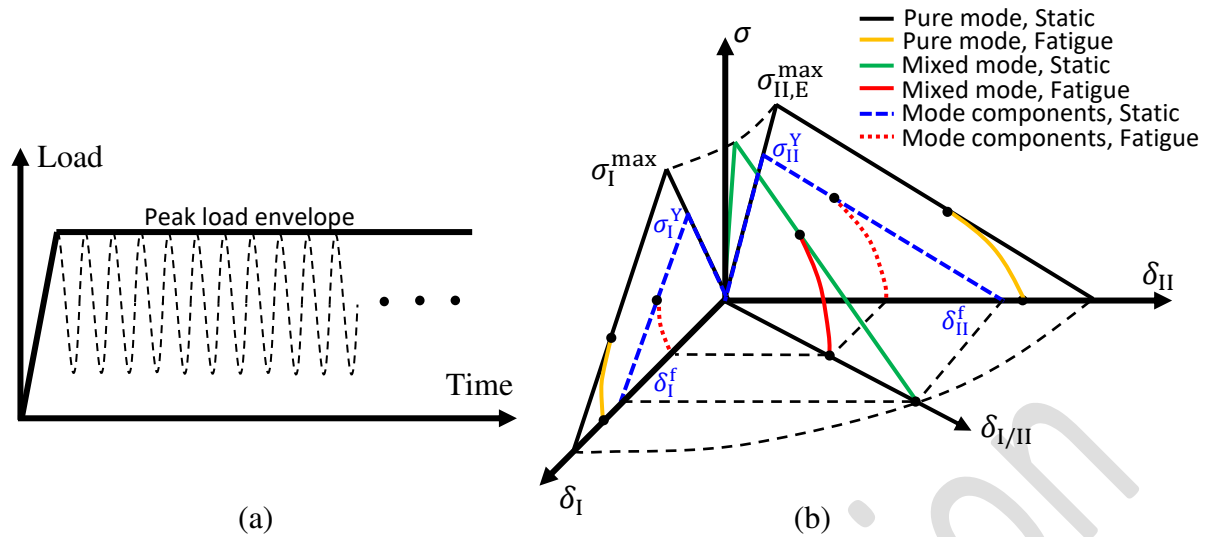 Load
Peak load envelope
Time
(a)
σ
Pure mode, Static
Pure mode, Fatigue
Mixed mode, Static
Mixed mode, Fatigue
Mode components, Static
Mode components, Fatigue
σ_II,E^max
σ_I^max
σ_II^Y
σ_I^Y
δ_II
δ_II^f
δ_I^f
δ_I/II
δ_I
(b)